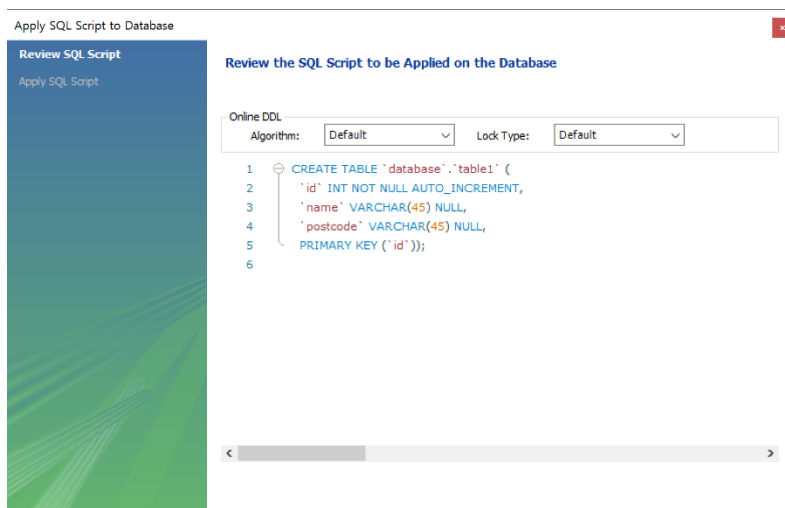 Apply SQL Script to Database
Review SQL Script
Apply SQL Script
Review the SQL Script to be Applied on the Database
Online DDL
Algorithm: Default Lock Type: Default
1 CREATE TABLE `database`.`table1` (
2 `id` INT NOT NULL AUTO_INCREMENT,
3 `name` VARCHAR(45) NULL,
4 `postcode` VARCHAR(45) NULL,
5 PRIMARY KEY (`id`));
6